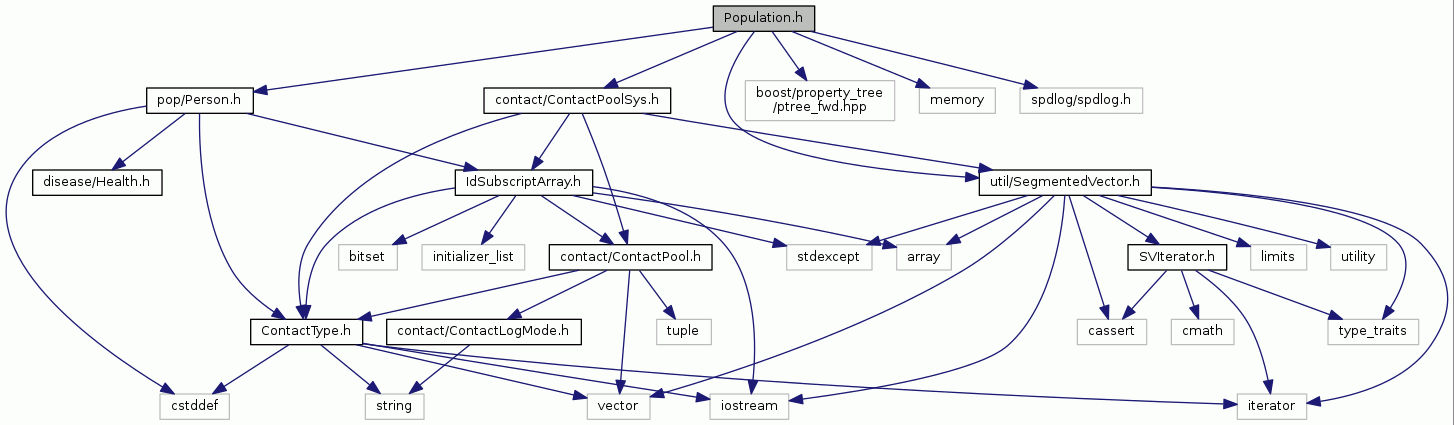 Population.h
pop/Person.h
contact/ContactPoolSys.h
boost/property_tree
/ptree_fwd.hpp
memory
spdlog/spdlog.h
disease/Health.h
IdSubscriptArray.h
util/SegmentedVector.h
bitset
initializer_list
contact/ContactPool.h
stdexcept
array
SVIterator.h
limits
utility
ContactType.h
contact/ContactLogMode.h
tuple
cassert
cmath
type_traits
cstddef
string
vector
iostream
iterator